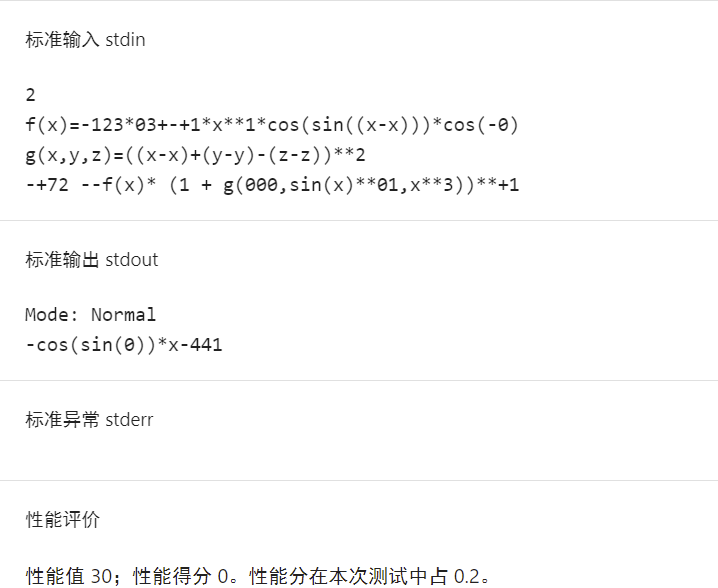 标准输入 stdin
2
f(x)=-123*03+-+1*x**1*cos(sin((x-x)))*cos(-0)
g(x,y,z)=((x-x)+(y-y)-(z-z))**2
-+72 --f(x)* (1 + g(000,sin(x)**01,x**3))**+1
标准输出 stdout
Mode: Normal
-cos(sin(0))*x-441
标准异常 stderr
性能评价
性能值 30；性能得分 0。性能分在本次测试中占 0.2。